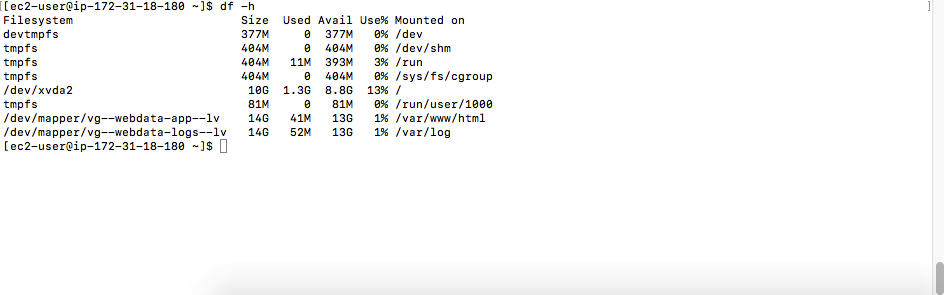 [[ec2-user@ip-172-31-18-180 ~]$ df -h ]
Filesystem                        Size  Used Avail Use% Mounted on
devtmpfs                          377M     0  377M   0% /dev
tmpfs                             404M     0  404M   0% /dev/shm
tmpfs                             404M   11M  393M   3% /run
tmpfs                             404M     0  404M   0% /sys/fs/cgroup
/dev/xvda2                         10G  1.3G  8.8G  13% /
tmpfs                              81M     0   81M   0% /run/user/1000
/dev/mapper/vg--webdata-app--lv    14G   41M   13G   1% /var/www/html
/dev/mapper/vg--webdata-logs--lv   14G   52M   13G   1% /var/log
[ec2-user@ip-172-31-18-180 ~]$